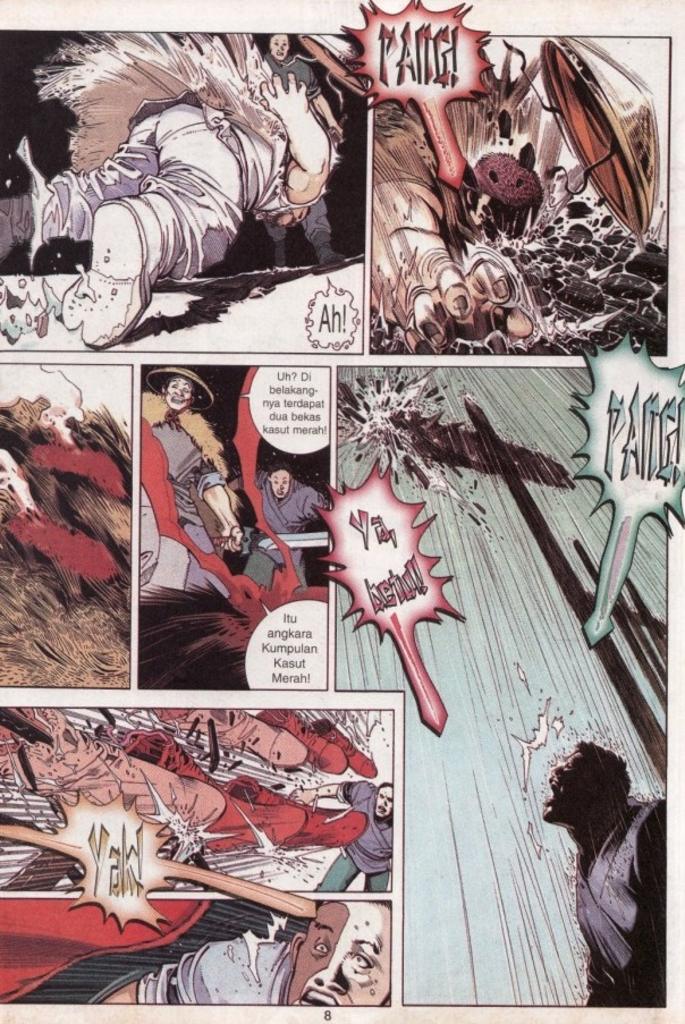 PANG!
Ah!
Uh? Di
belakang-
nya terdapat
dua bekas
kasut merah!
Itu
angkara
Kumpulan
Kasut
Merah!
PANG!
Ya,
betul!
YAW!
8